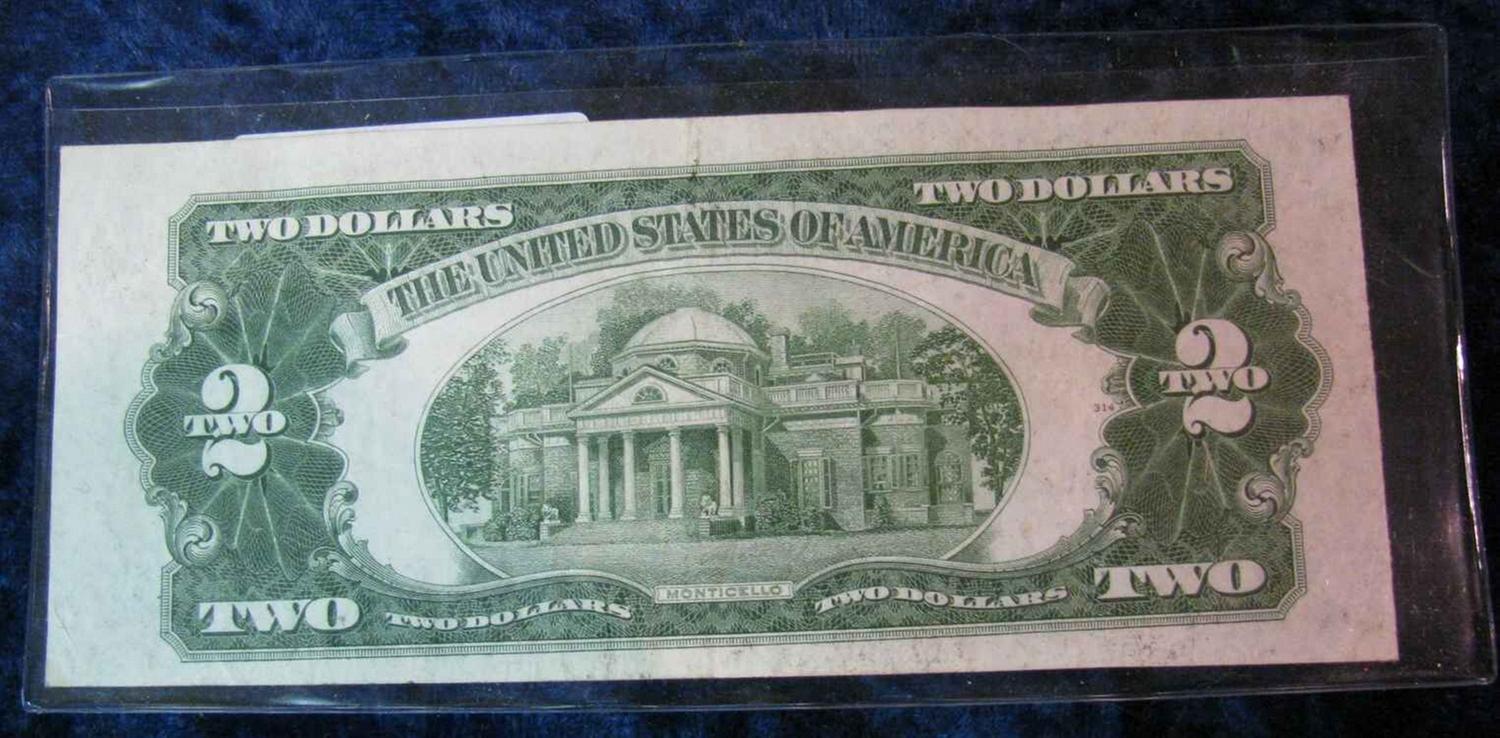 TWO DOLLARS
TWO DOLLARS
THE UNITED STATES OF AMERICA
2
TWO
2
TWO
314
MONTICELLO
TWO
TWO DOLLARS
TWO DOLLARS
TWO